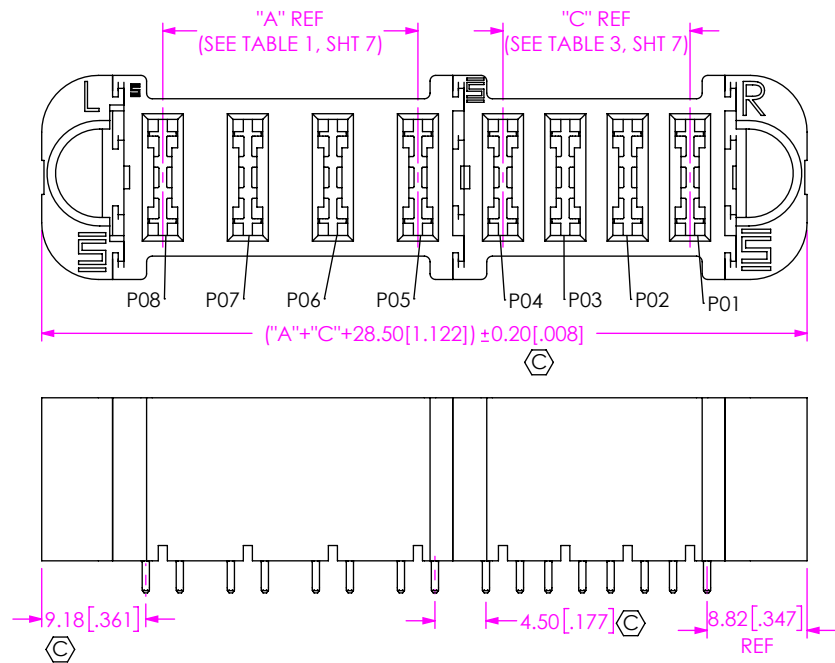 "A" REF
(SEE TABLE 1, SHT 7)
"C" REF
(SEE TABLE 3, SHT 7)
L
R
P08
P07
P06
P05
P04
P03
P02
P01
("A"+"C"+28.50[1.122]) ±0.20[.008]
C
9.18[.361]
C
4.50[.177]
C
8.82[.347]
REF